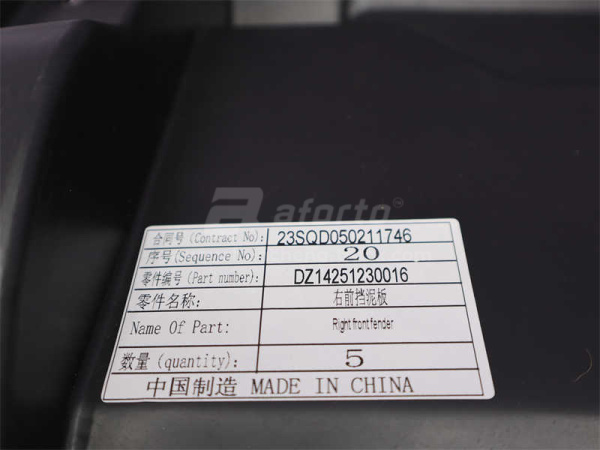 aforto
合同号(Contract No): 23SQD050211746
序号(Sequence No): 20
零件编号(Part number): DZ14251230016
零件名称: 右前挡泥板
Name Of Part: Right front fender
数量(quantity): 5
中国制造 MADE IN CHINA